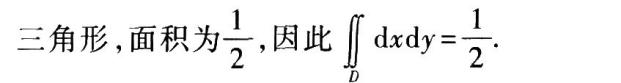 三角形,面积为$\frac{1}{2}$,因此 $\iint\limits_{D} \mathrm{d}x\mathrm{d}y=\frac{1}{2}$.